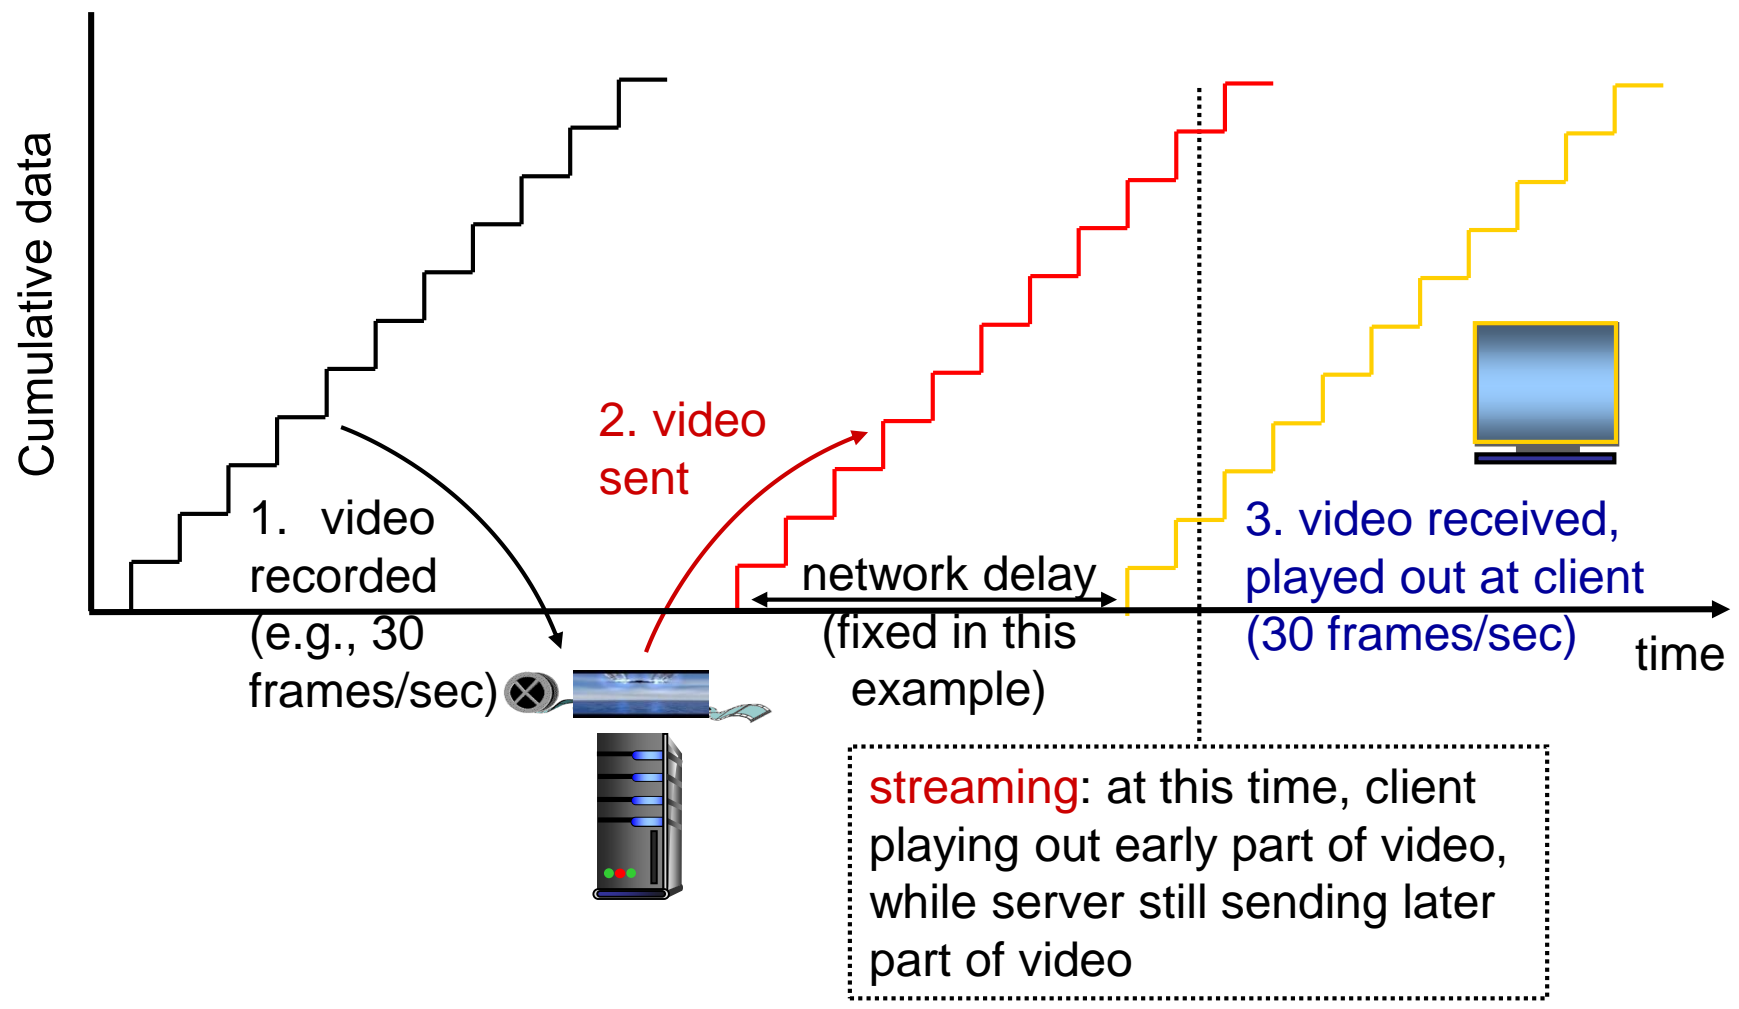 Cumulative data
1. video
recorded
(e.g., 30
frames/sec)
2. video
sent
network delay
(fixed in this
example)
3. video received,
played out at client
(30 frames/sec)
time
streaming: at this time, client
playing out early part of video,
while server still sending later
part of video